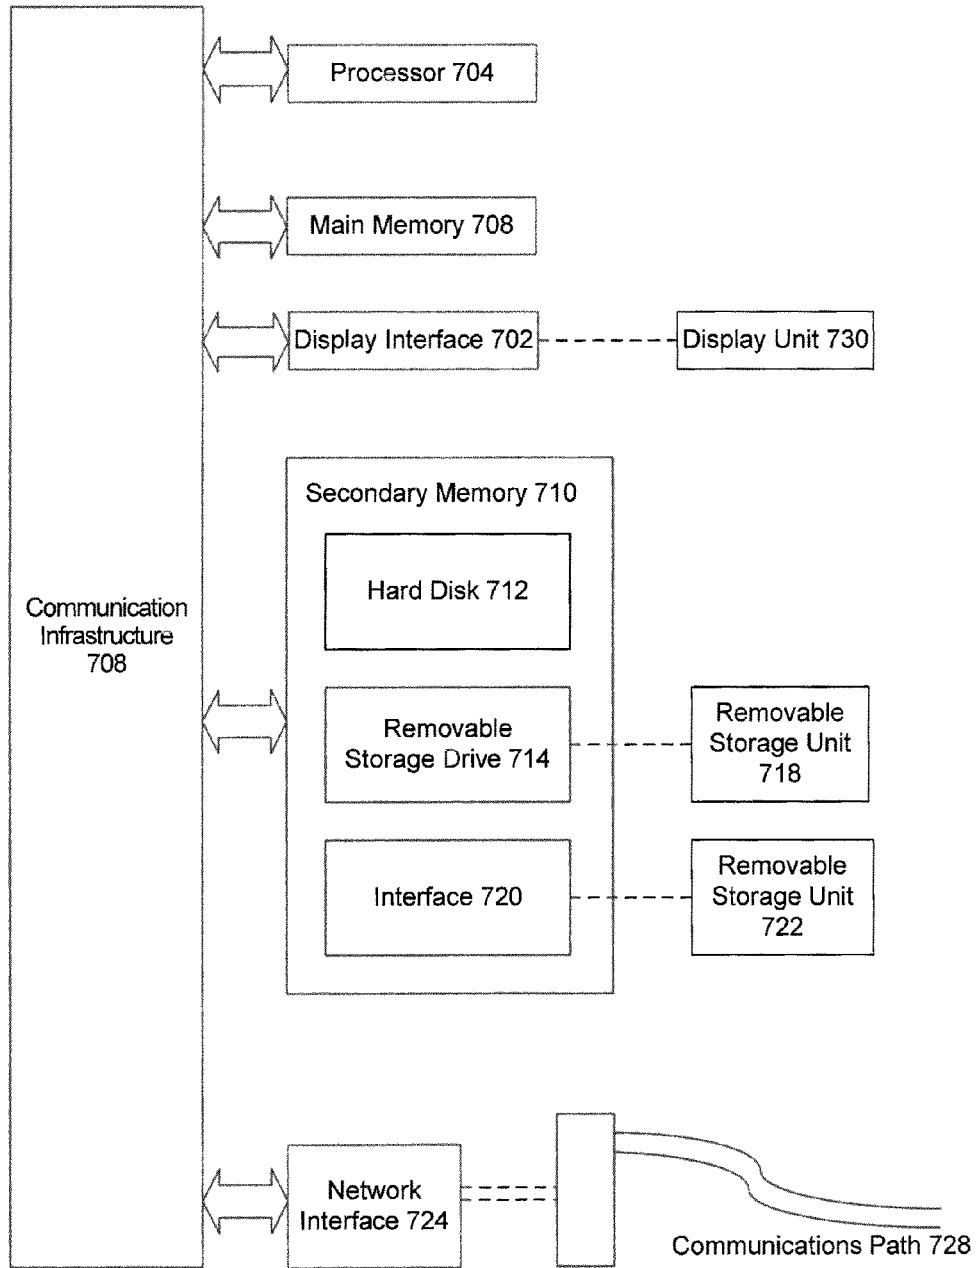 Processor 704
Main Memory 708
Display Interface 702
Display Unit 730
Secondary Memory 710
Hard Disk 712
Communication
Infrastructure
708
Removable
Storage Drive 714
Removable
Storage Unit
718
Interface 720
Removable
Storage Unit
722
Network
Interface 724
Communications Path 728